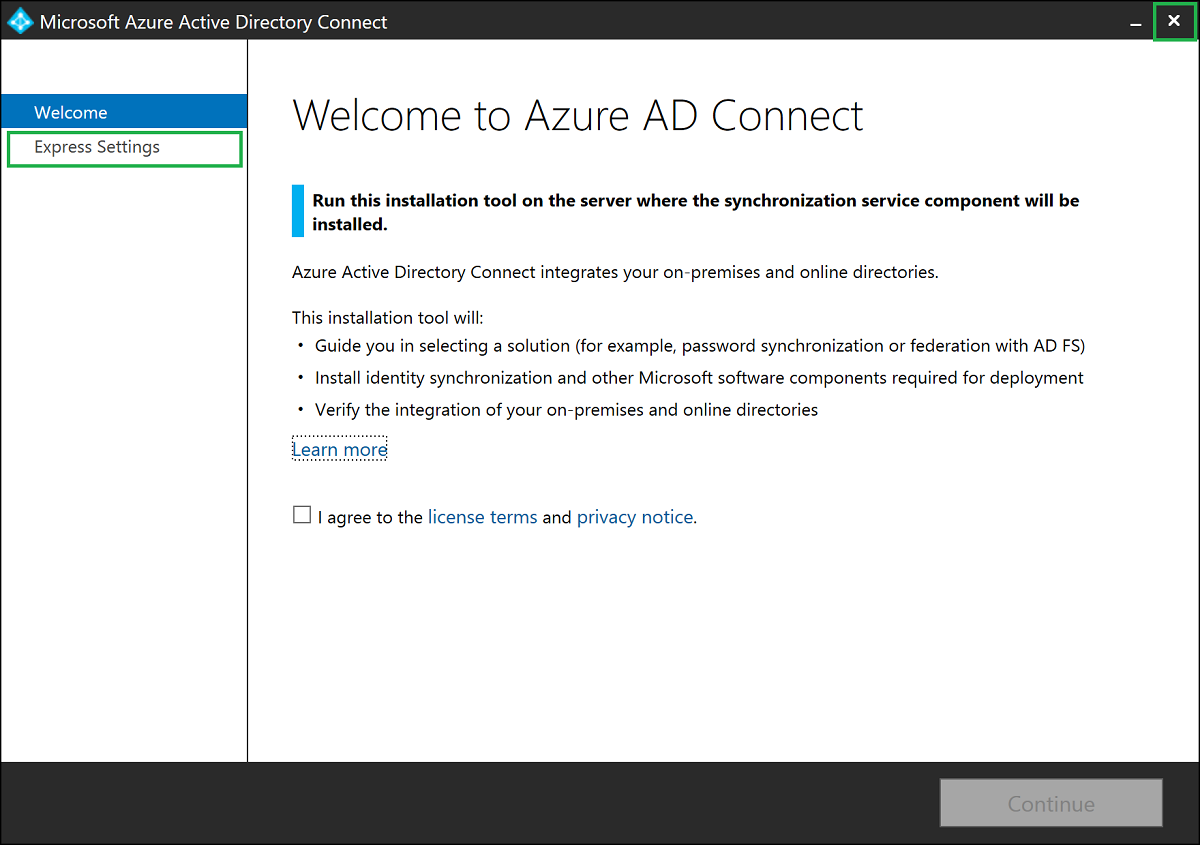 Microsoft Azure Active Directory Connect
Welcome
Express Settings
Welcome to Azure AD Connect
Run this installation tool on the server where the synchronization service component will be
installed.
Azure Active Directory Connect integrates your on-premises and online directories.
This installation tool will:
• Guide you in selecting a solution (for example, password synchronization or federation with AD FS)
• Install identity synchronization and other Microsoft software components required for deployment
• Verify the integration of your on-premises and online directories
Learn more
I agree to the license terms and privacy notice.
Continue